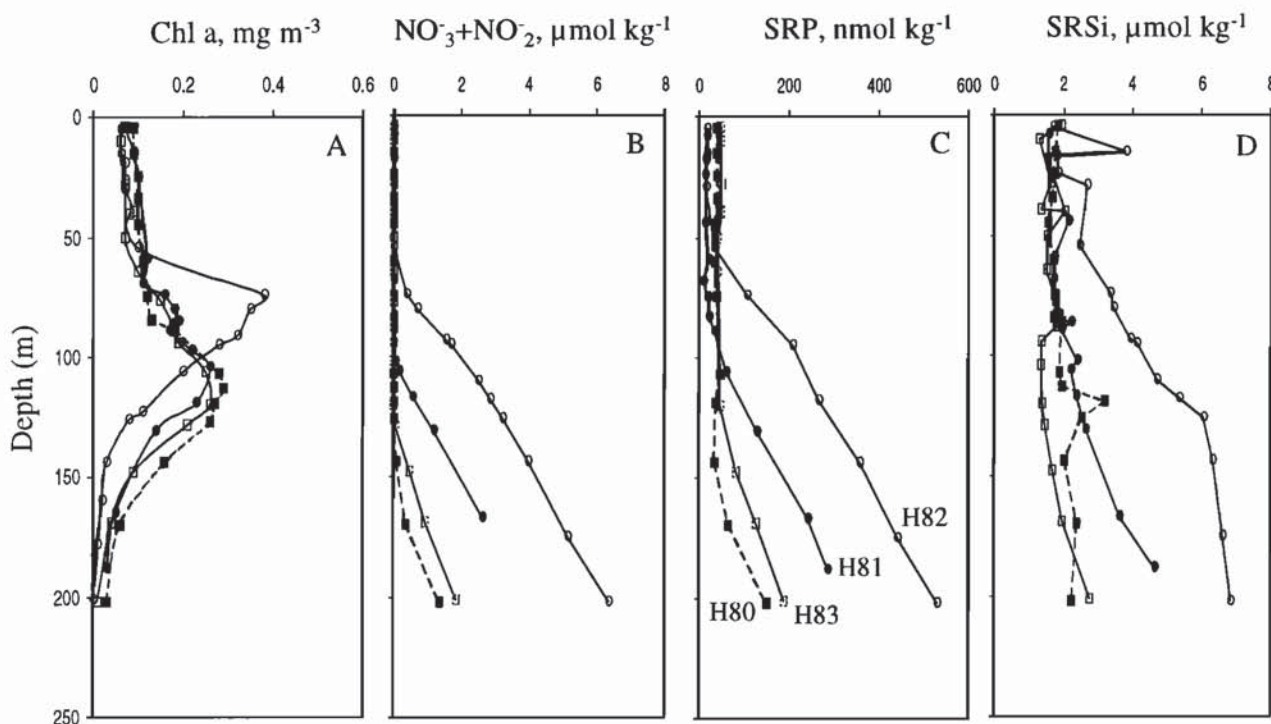 Chl a, mg m⁻³ NO⁻₃+NO⁻₂, µmol kg⁻¹ SRP, nmol kg⁻¹ SRSi, µmol kg⁻¹
0 0.2 0.4 0.6 0 2 4 6 8 0 200 400 600 0 2 4 6 8
0
A B C D
50
100
Depth (m)
150
H82
H81
200
H80 H83
250